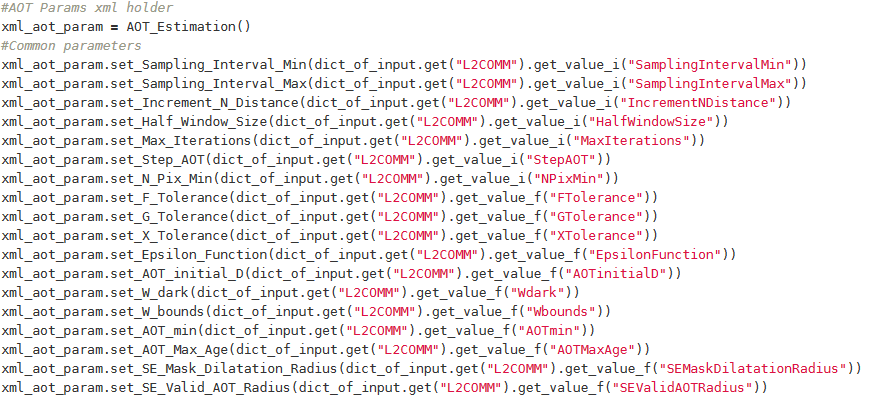 #AOT Params xml holder
xml_aot_param = AOT_Estimation()
#Common parameters
xml_aot_param.set_Sampling_Interval_Min(dict_of_input.get("L2COMM").get_value_i("SamplingIntervalMin"))
xml_aot_param.set_Sampling_Interval_Max(dict_of_input.get("L2COMM").get_value_i("SamplingIntervalMax"))
xml_aot_param.set_Increment_N_Distance(dict_of_input.get("L2COMM").get_value_i("IncrementNDistance"))
xml_aot_param.set_Half_Window_Size(dict_of_input.get("L2COMM").get_value_i("HalfWindowSize"))
xml_aot_param.set_Max_Iterations(dict_of_input.get("L2COMM").get_value_i("MaxIterations"))
xml_aot_param.set_Step_AOT(dict_of_input.get("L2COMM").get_value_i("StepAOT"))
xml_aot_param.set_N_Pix_Min(dict_of_input.get("L2COMM").get_value_i("NPixMin"))
xml_aot_param.set_F_Tolerance(dict_of_input.get("L2COMM").get_value_f("FTolerance"))
xml_aot_param.set_G_Tolerance(dict_of_input.get("L2COMM").get_value_f("GTolerance"))
xml_aot_param.set_X_Tolerance(dict_of_input.get("L2COMM").get_value_f("XTolerance"))
xml_aot_param.set_Epsilon_Function(dict_of_input.get("L2COMM").get_value_f("EpsilonFunction"))
xml_aot_param.set_AOT_initial_D(dict_of_input.get("L2COMM").get_value_f("AOTinitialD"))
xml_aot_param.set_W_dark(dict_of_input.get("L2COMM").get_value_f("Wdark"))
xml_aot_param.set_W_bounds(dict_of_input.get("L2COMM").get_value_f("Wbounds"))
xml_aot_param.set_AOT_min(dict_of_input.get("L2COMM").get_value_f("AOTmin"))
xml_aot_param.set_AOT_Max_Age(dict_of_input.get("L2COMM").get_value_f("AOTMaxAge"))
xml_aot_param.set_SE_Mask_Dilatation_Radius(dict_of_input.get("L2COMM").get_value_f("SEMaskDilatationRadius"))
xml_aot_param.set_SE_Valid_AOT_Radius(dict_of_input.get("L2COMM").get_value_f("SEValidAOTRadius"))